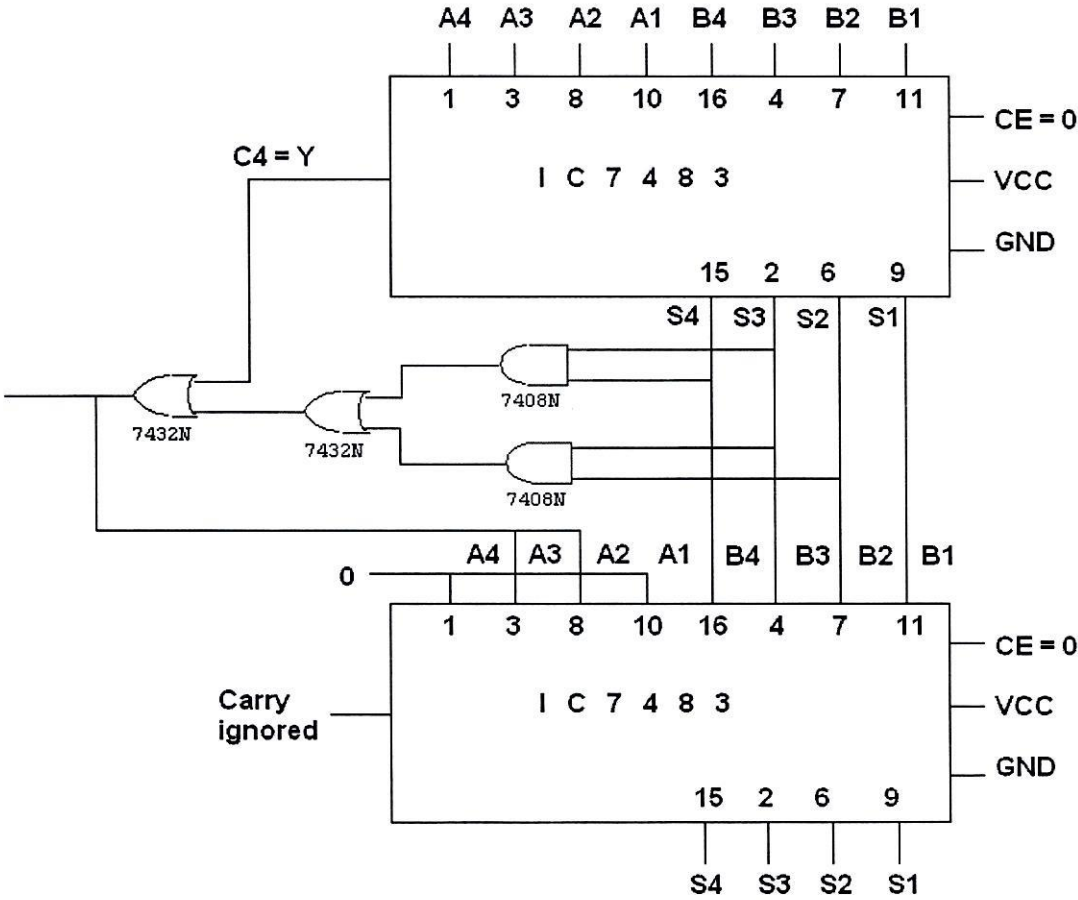 A4 A3 A2 A1 B4 B3 B2 B1
1 3 8 10 16 4 7 11
CE = 0
C4 = Y
I C 7 4 8 3
VCC
GND
15 2 6 9
S4 S3 S2 S1
7408N
7432N
7432N
7408N
A4 A3 A2 A1 B4 B3 B2 B1
0
1 3 8 10 16 4 7 11
CE = 0
Carry
ignored
I C 7 4 8 3
VCC
GND
15 2 6 9
S4 S3 S2 S1